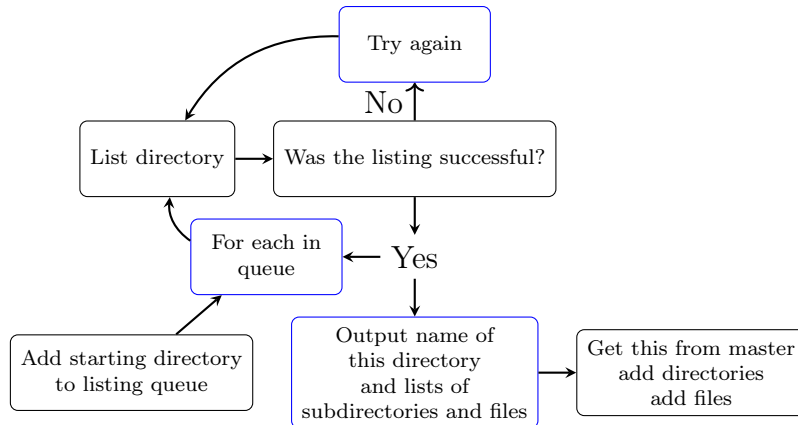 Try again
No
List directory
Was the listing successful?
For each in
queue
Yes
Add starting directory
to listing queue
Output name of
this directory
and lists of
subdirectories and files
Get this from master
add directories
add files